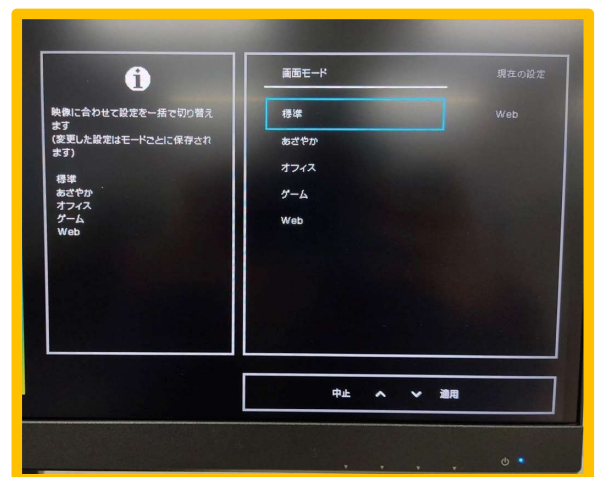 映像に合わせて設定を一括で切り替え
ます
(変更した設定はモードごとに保存され
ます)
標準
あざやか
オフィス
ゲーム
Web
画面モード
現在の設定
標準
Web
あざやか
オフィス
ゲーム
Web
中止 ∧ ∨ 適用